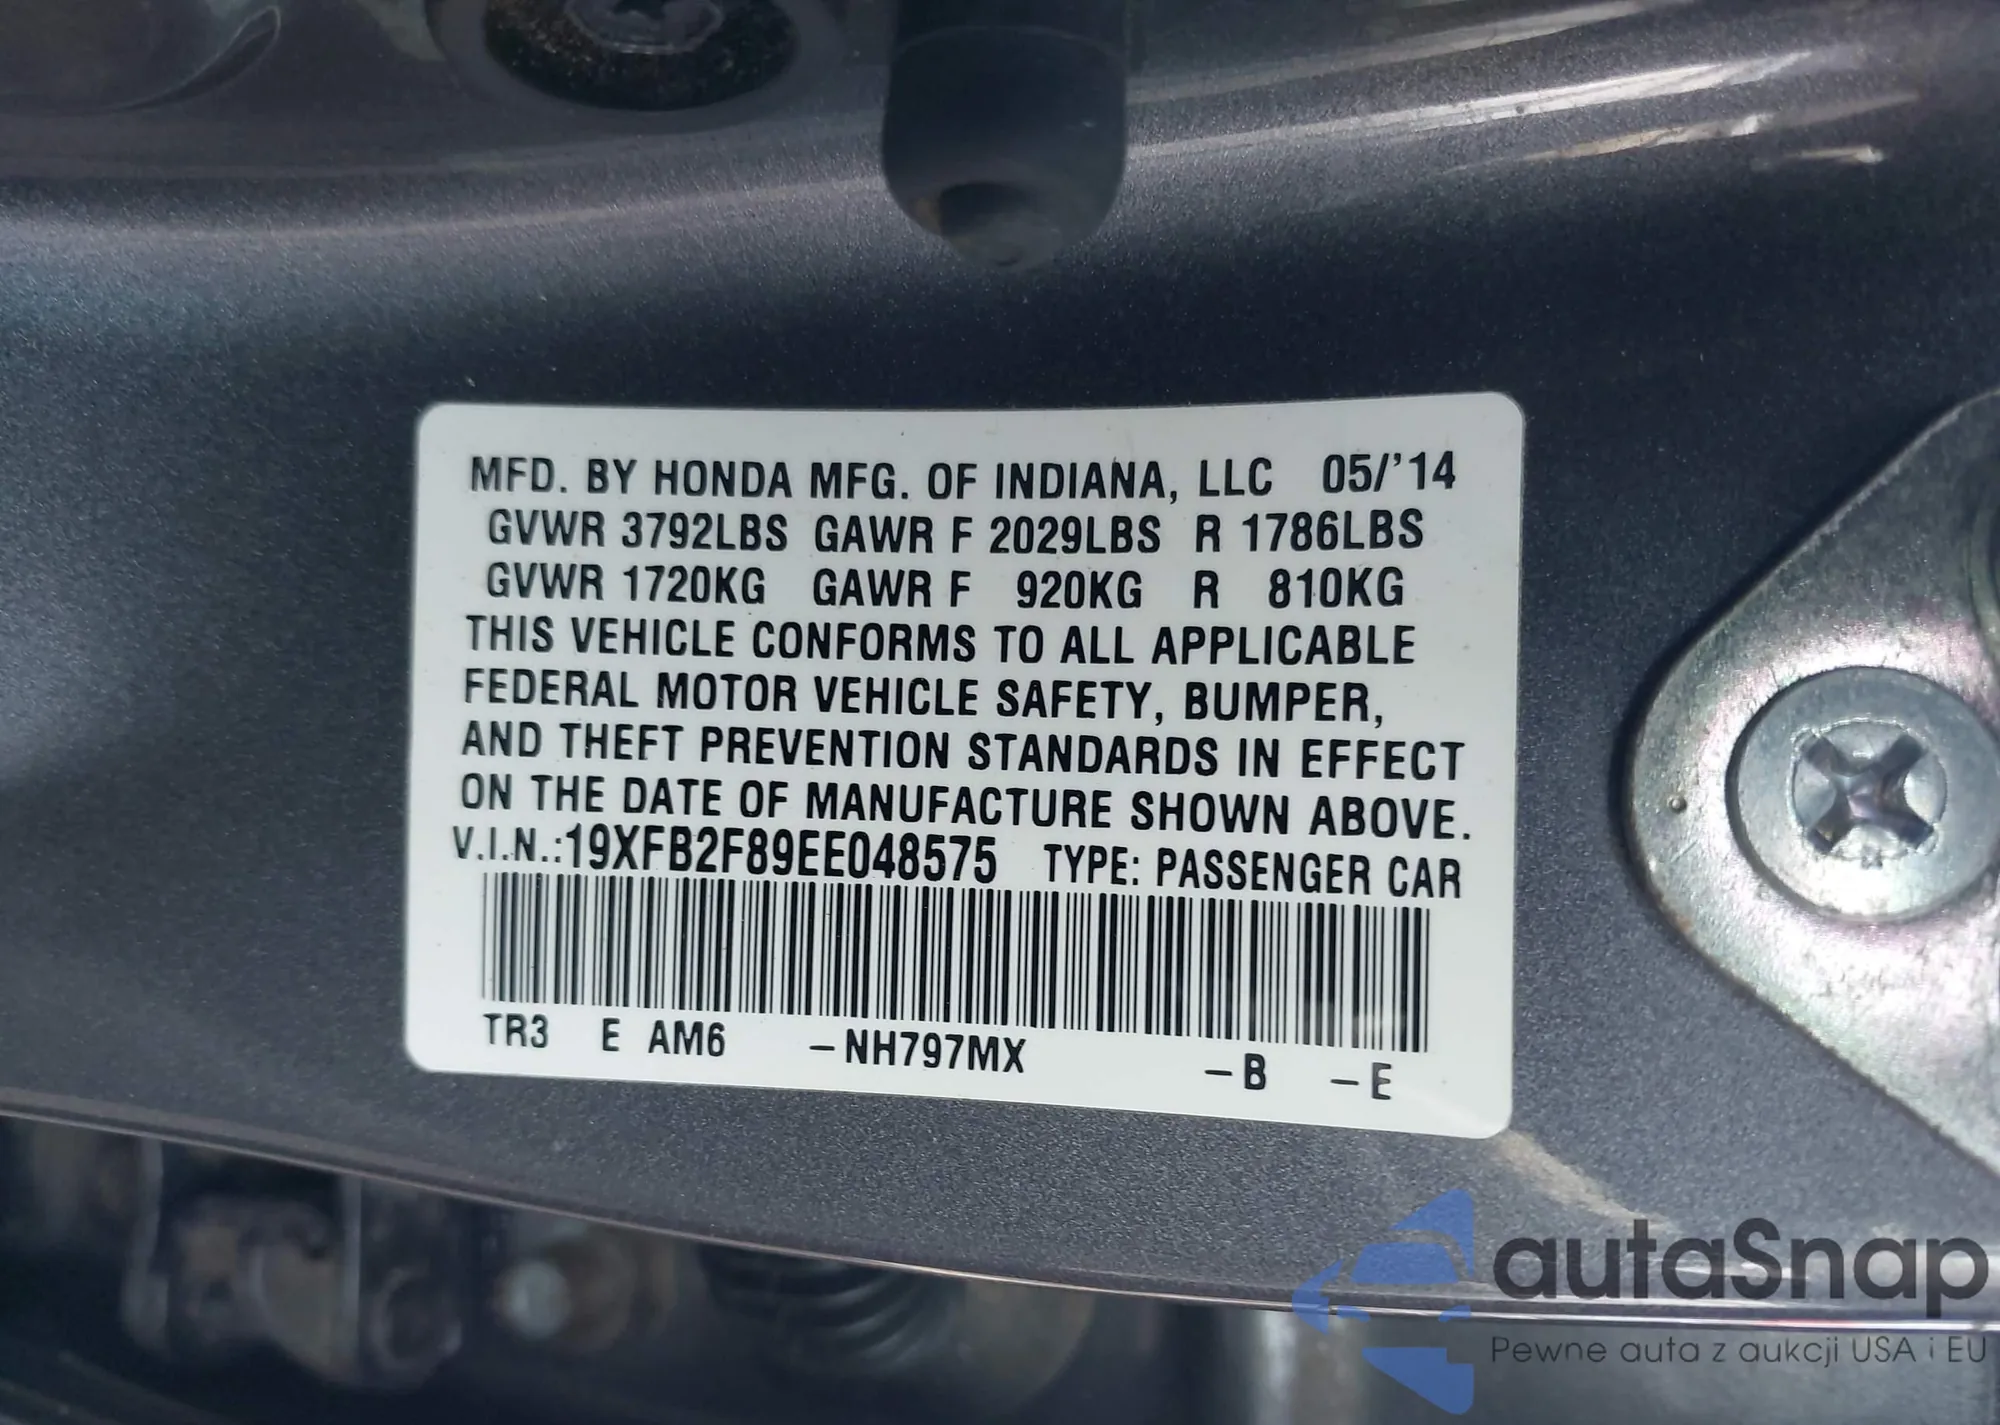 MFD. BY HONDA MFG. OF INDIANA, LLC 05/'14
GVWR 3792LBS GAWR F 2029LBS R 1786LBS
GVWR 1720KG GAWR F 920KG R 810KG
THIS VEHICLE CONFORMS TO ALL APPLICABLE
FEDERAL MOTOR VEHICLE SAFETY, BUMPER,
AND THEFT PREVENTION STANDARDS IN EFFECT
ON THE DATE OF MANUFACTURE SHOWN ABOVE.
V.I.N.:19XFB2F89EE048575 TYPE: PASSENGER CAR
TR3 E AM6 –NH797MX –B –E
autaSnap
Pewne auta z aukcji USA i EU